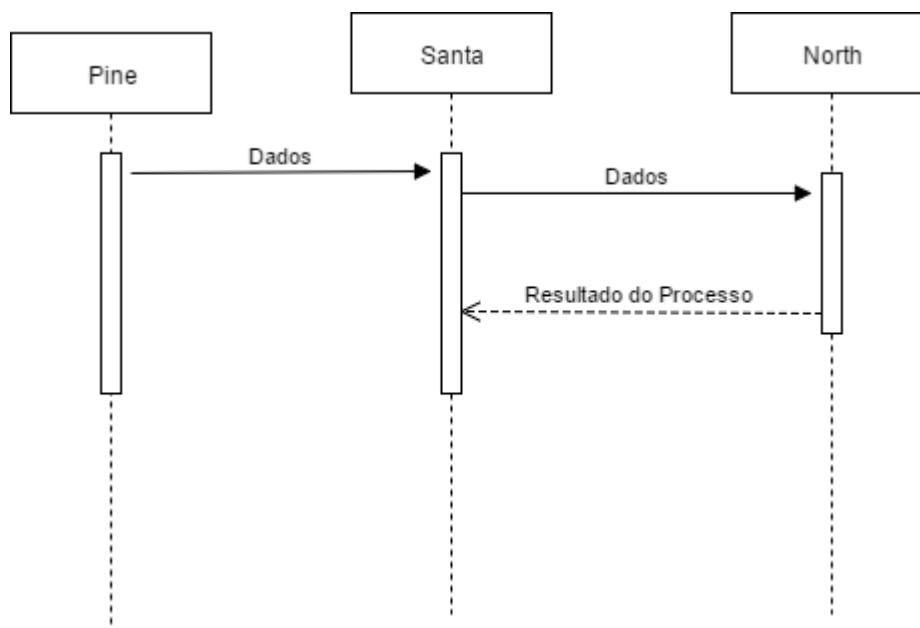 Pine
Santa
North
Dados
Dados
Resultado do Processo